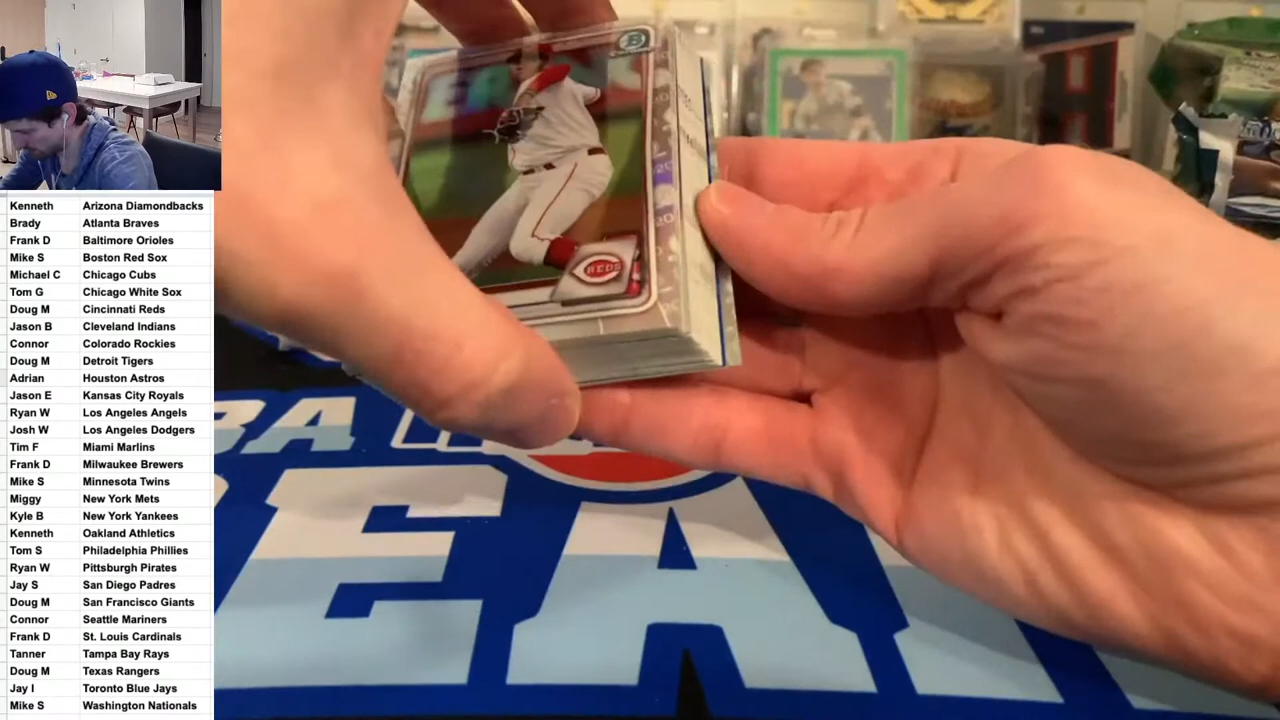 Kenneth Arizona Diamondbacks
Brady Atlanta Braves
Frank D Baltimore Orioles
Mike S Boston Red Sox
Michael C Chicago Cubs
Tom G Chicago White Sox
Doug M Cincinnati Reds
Jason B Cleveland Indians
Connor Colorado Rockies
Doug M Detroit Tigers
Adrian Houston Astros
Jason E Kansas City Royals
Ryan W Los Angeles Angels
Josh W Los Angeles Dodgers
Tim F Miami Marlins
Frank D Milwaukee Brewers
Mike S Minnesota Twins
Miggy New York Mets
Kyle B New York Yankees
Kenneth Oakland Athletics
Tom S Philadelphia Phillies
Ryan W Pittsburgh Pirates
Jay S San Diego Padres
Doug M San Francisco Giants
Connor Seattle Mariners
Frank D St. Louis Cardinals
Tanner Tampa Bay Rays
Doug M Texas Rangers
Jay I Toronto Blue Jays
Mike S Washington Nationals
B
REDS